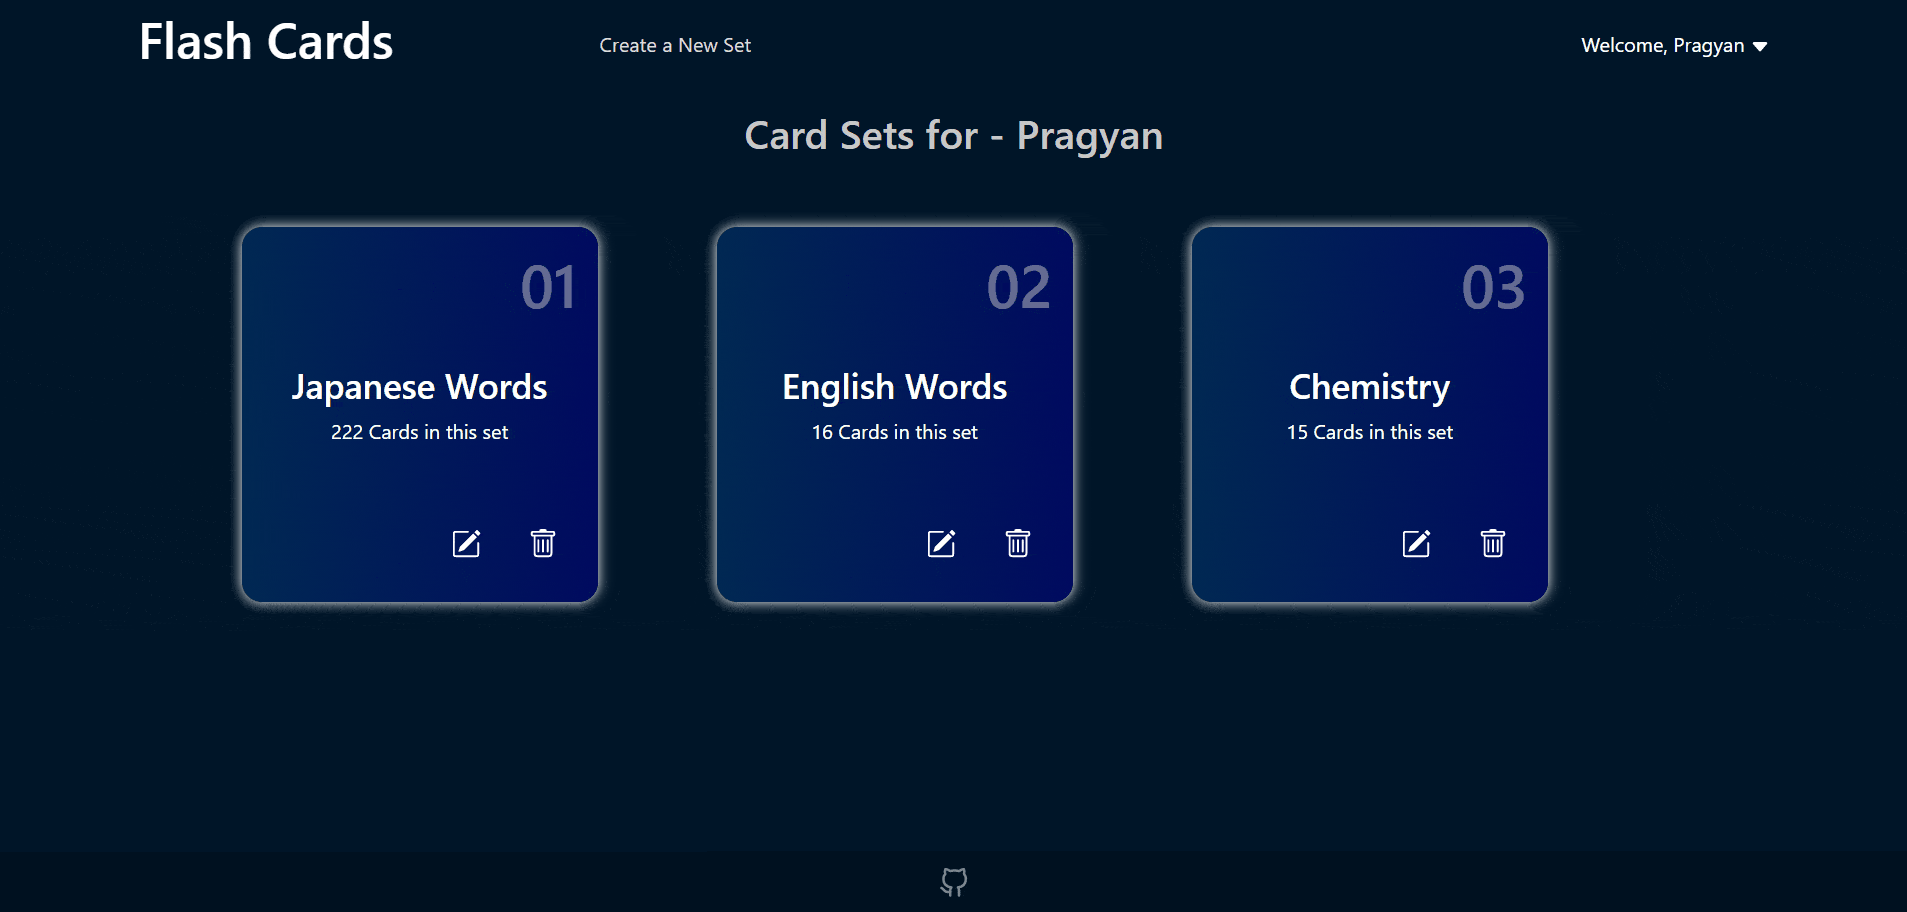 Flash Cards
Create a New Set
Welcome, Pragyan
Card Sets for - Pragyan
01
Japanese Words
222 Cards in this set
02
English Words
16 Cards in this set
03
Chemistry
15 Cards in this set